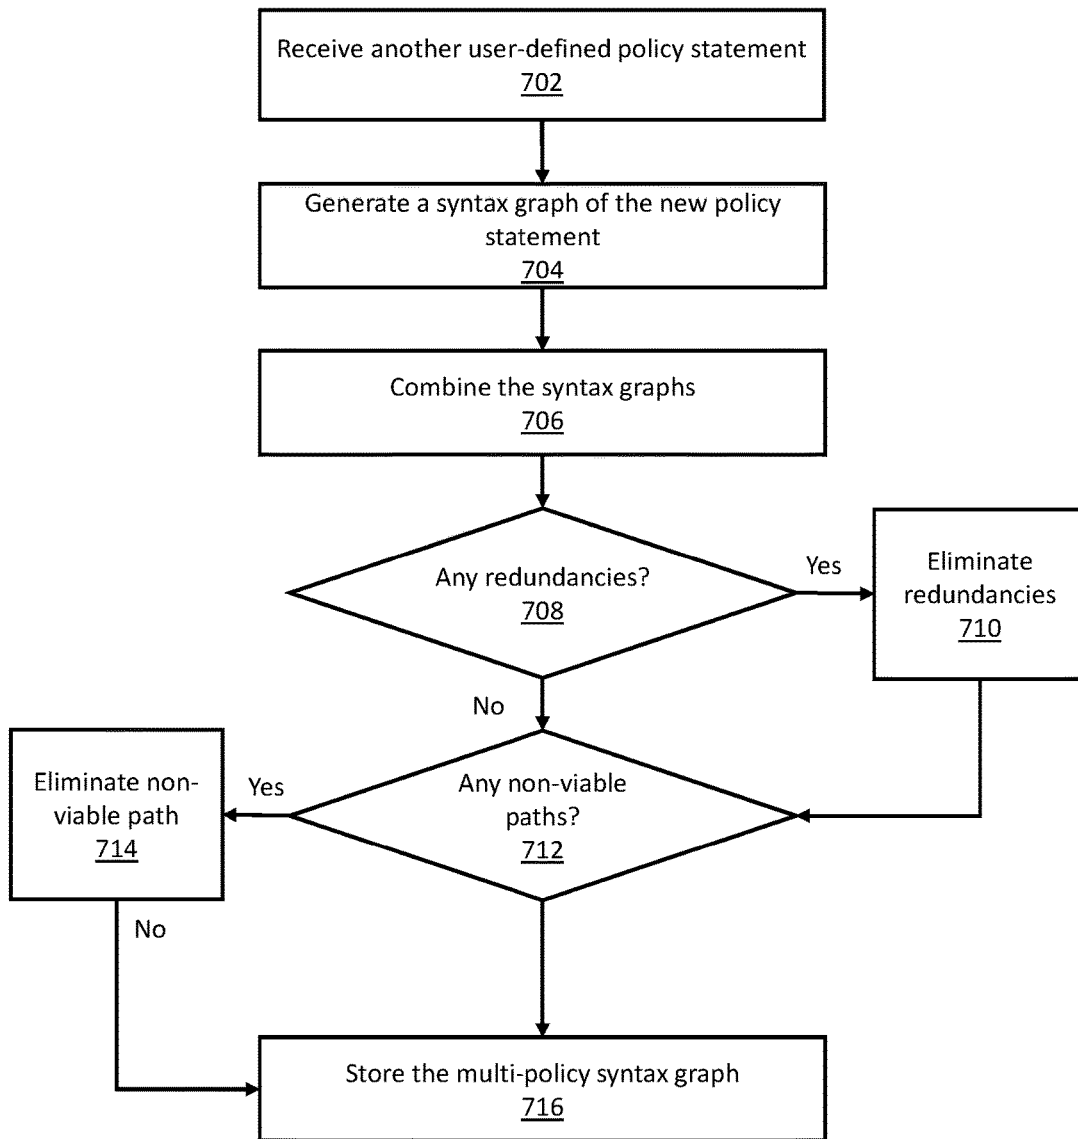 Receive another user-defined policy statement
702
Generate a syntax graph of the new policy
statement
704
Combine the syntax graphs
706
Any redundancies?
708
Yes
Eliminate
redundancies
710
No
Any non-viable
paths?
712
Yes
Eliminate non-
viable path
714
No
Store the multi-policy syntax graph
716